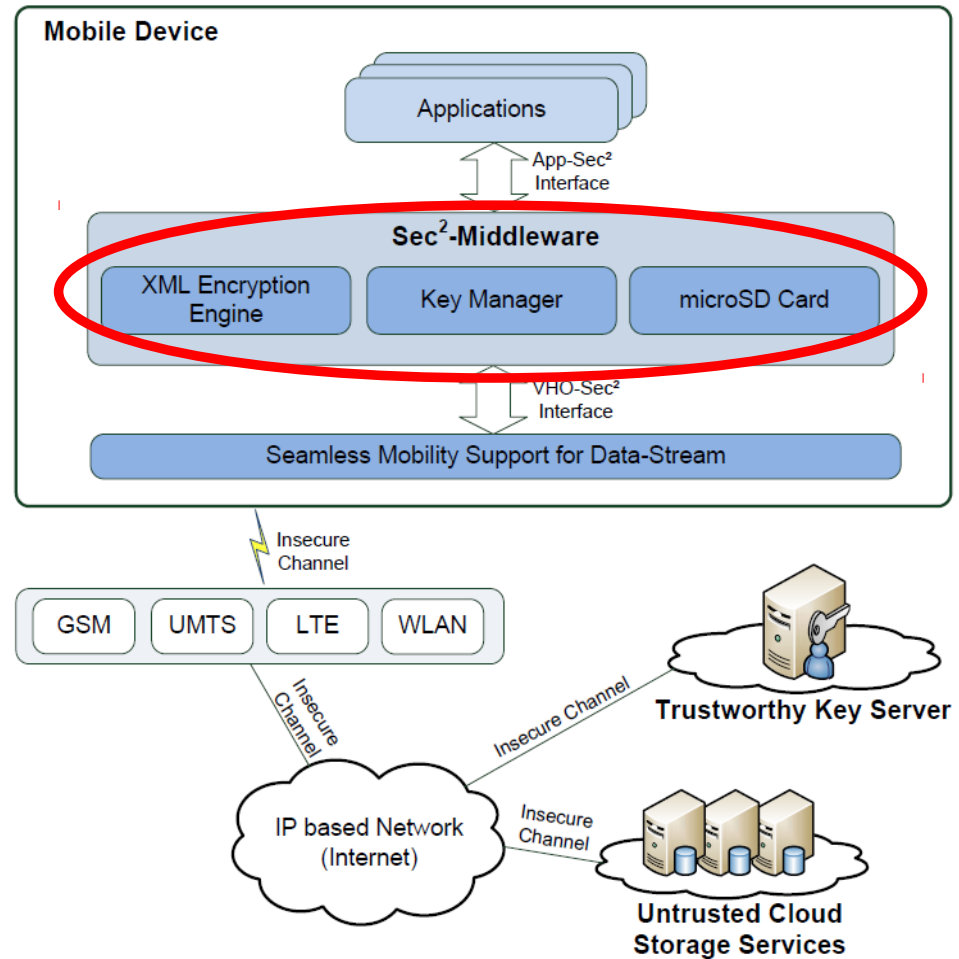 Mobile Device
Applications
App-Sec²
Interface
Sec²-Middleware
XML Encryption
Engine
Key Manager
microSD Card
VHO-Sec²
Interface
Seamless Mobility Support for Data-Stream
Insecure
Channel
GSM
UMTS
LTE
WLAN
Insecure
Channel
Insecure Channel
Trustworthy Key Server
IP based Network
(Internet)
Insecure
Channel
Untrusted Cloud
Storage Services